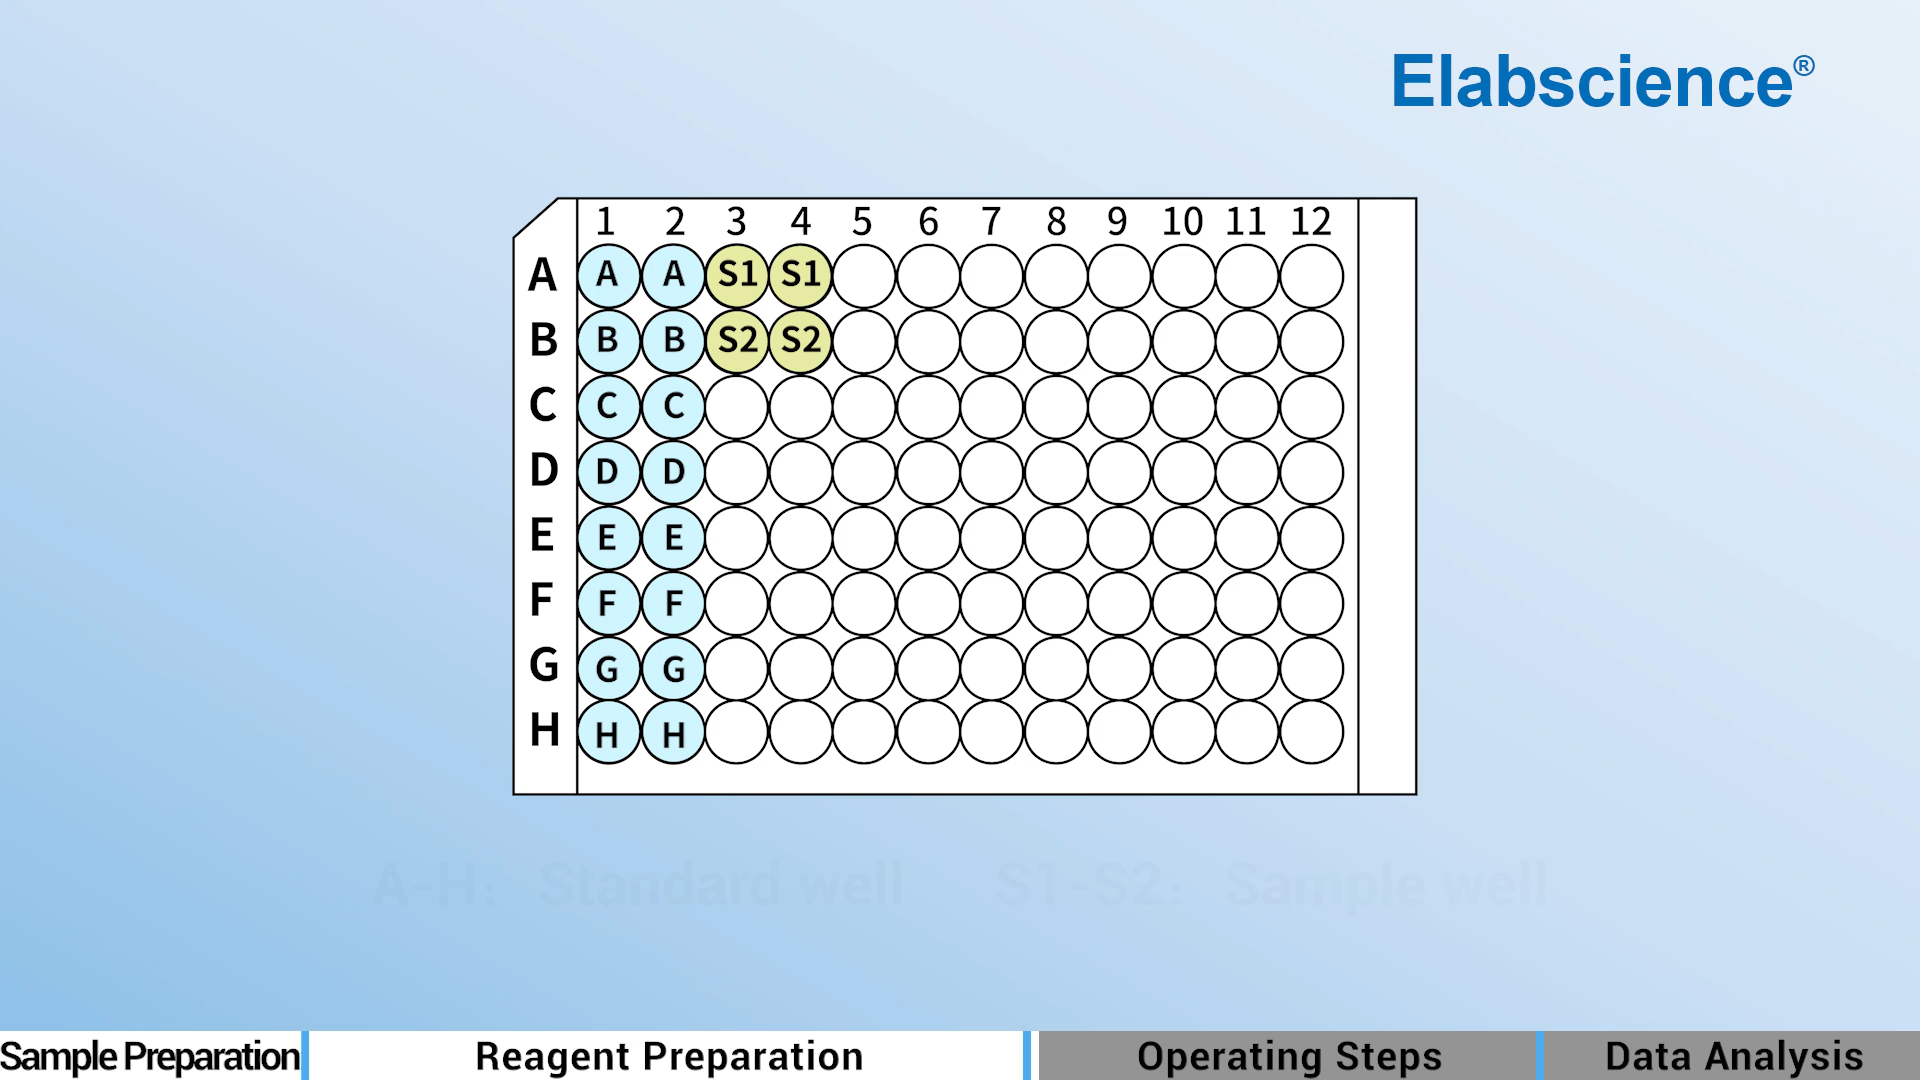 Elabscience®
1 2 3 4 5 6 7 8 9 10 11 12
A A A S1 S1
B B B S2 S2
C C C
D D D
E E E
F F F
G G G
H H H
A-H: Standard well S1-S2: Sample well
Sample Preparation Reagent Preparation Operating Steps Data Analysis